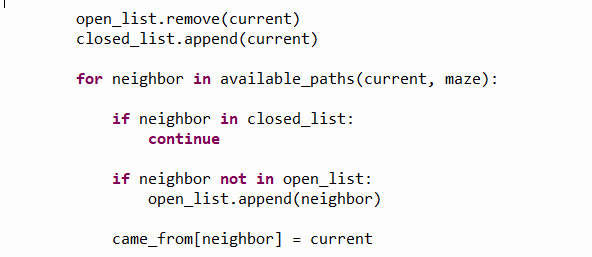 open_list.remove(current)
closed_list.append(current)
for neighbor in available_paths(current, maze):
if neighbor in closed_list:
continue
if neighbor not in open_list:
open_list.append(neighbor)
came_from[neighbor] = current